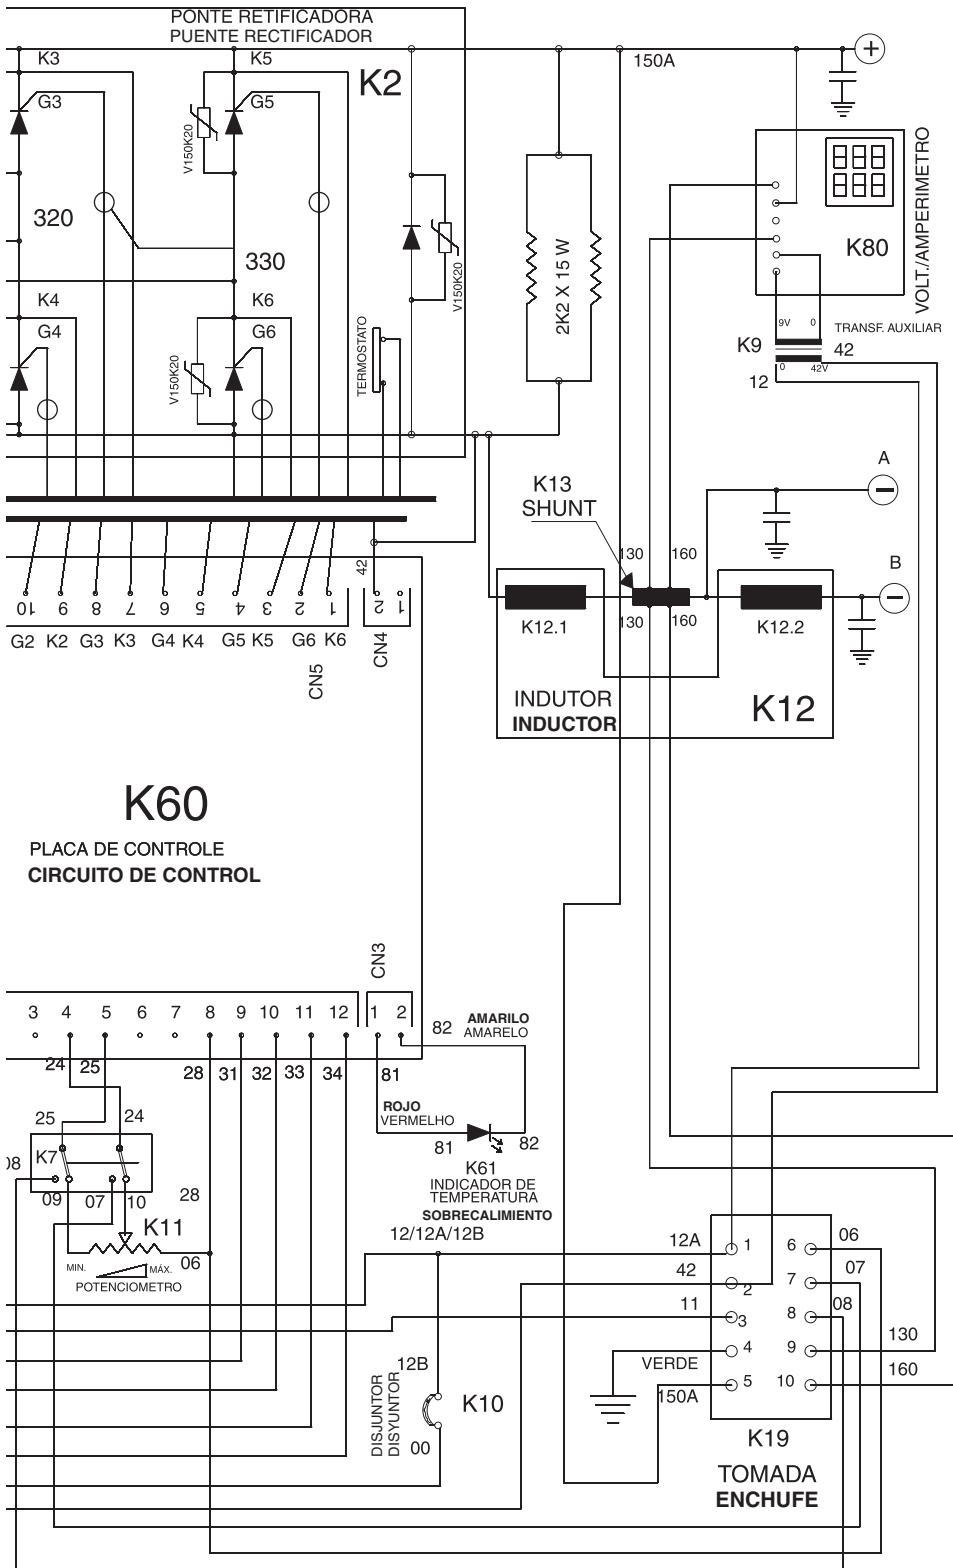 PONTE RETIFICADORA
PUENTE RECTIFICADOR
K3
K5
K2
150A
+
G3
G5
V150K20
320
330
V150K20
2K2 X 15 W
K80
VOLT./AMPERIMETRO
K4
K6
G4
G6
V150K20
TERMOSTATO
9V 0
TRANSF. AUXILIAR
K9
42
0 42V
12
K13
SHUNT
A
B
130 160
K12.1
K12.2
130 160
42
10 9 8 7 6 5 4 3 2 1
2 1
G2 K2 G3 K3 G4 K4 G5 K5 G6 K6
CN5
CN4
INDUTOR
INDUCTOR
K12
K60
PLACA DE CONTROLE
CIRCUITO DE CONTROL
CN3
3 4 5 6 7 8 9 10 11 12
1 2
82
AMARILO
AMARELO
24 25 28 31 32 33 34 81
ROJO
VERMELHO
81 82
K61
INDICADOR DE
TEMPERATURA
SOBRECALIMIENTO
25 24
08
K7
09 07 10
28
K11
06
MIN. MÁX.
POTENCIOMETRO
12/12A/12B
12A
42
11
VERDE
150A
1
2
3
4
5
6
7
8
9
10
06
07
08
130
160
12B
DISJUNTOR
DISYUNTOR
K10
00
K19
TOMADA
ENCHUFE